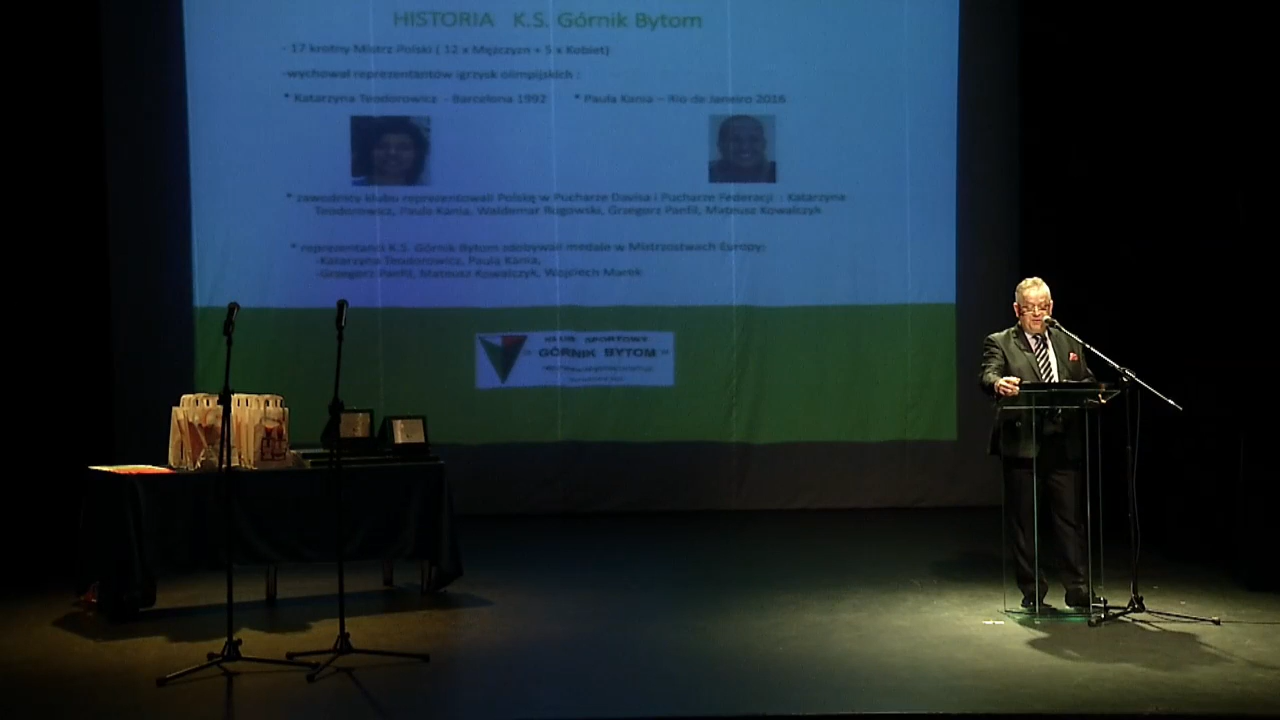 HISTORIA K.S. Górnik Bytom
- 17 krotny Mistrz Polski ( 12 x Mężczyzn + 5 x Kobiet)
-wychował reprezentantów igrzysk olimpijskich :
* Katarzyna Teodorowicz - Barcelona 1992 * Paula Kania – Rio de Janeiro 2016
* zawodnicy klubu reprezentowali Polskę w Pucharze Davisa i Pucharze Federacji : Katarzyna
Teodorowicz, Paula Kania, Waldemar Rogowski, Grzegorz Panfil, Mateusz Kowalczyk
* reprezentanci K.S. Górnik Bytom zdobywali medale w Mistrzostwach Europy:
-Katarzyna Teodorowicz, Paula Kania,
-Grzegorz Panfil, Mateusz Kowalczyk, Wojciech Marek
KLUB SPORTOWY
» GÓRNIK BYTOM »